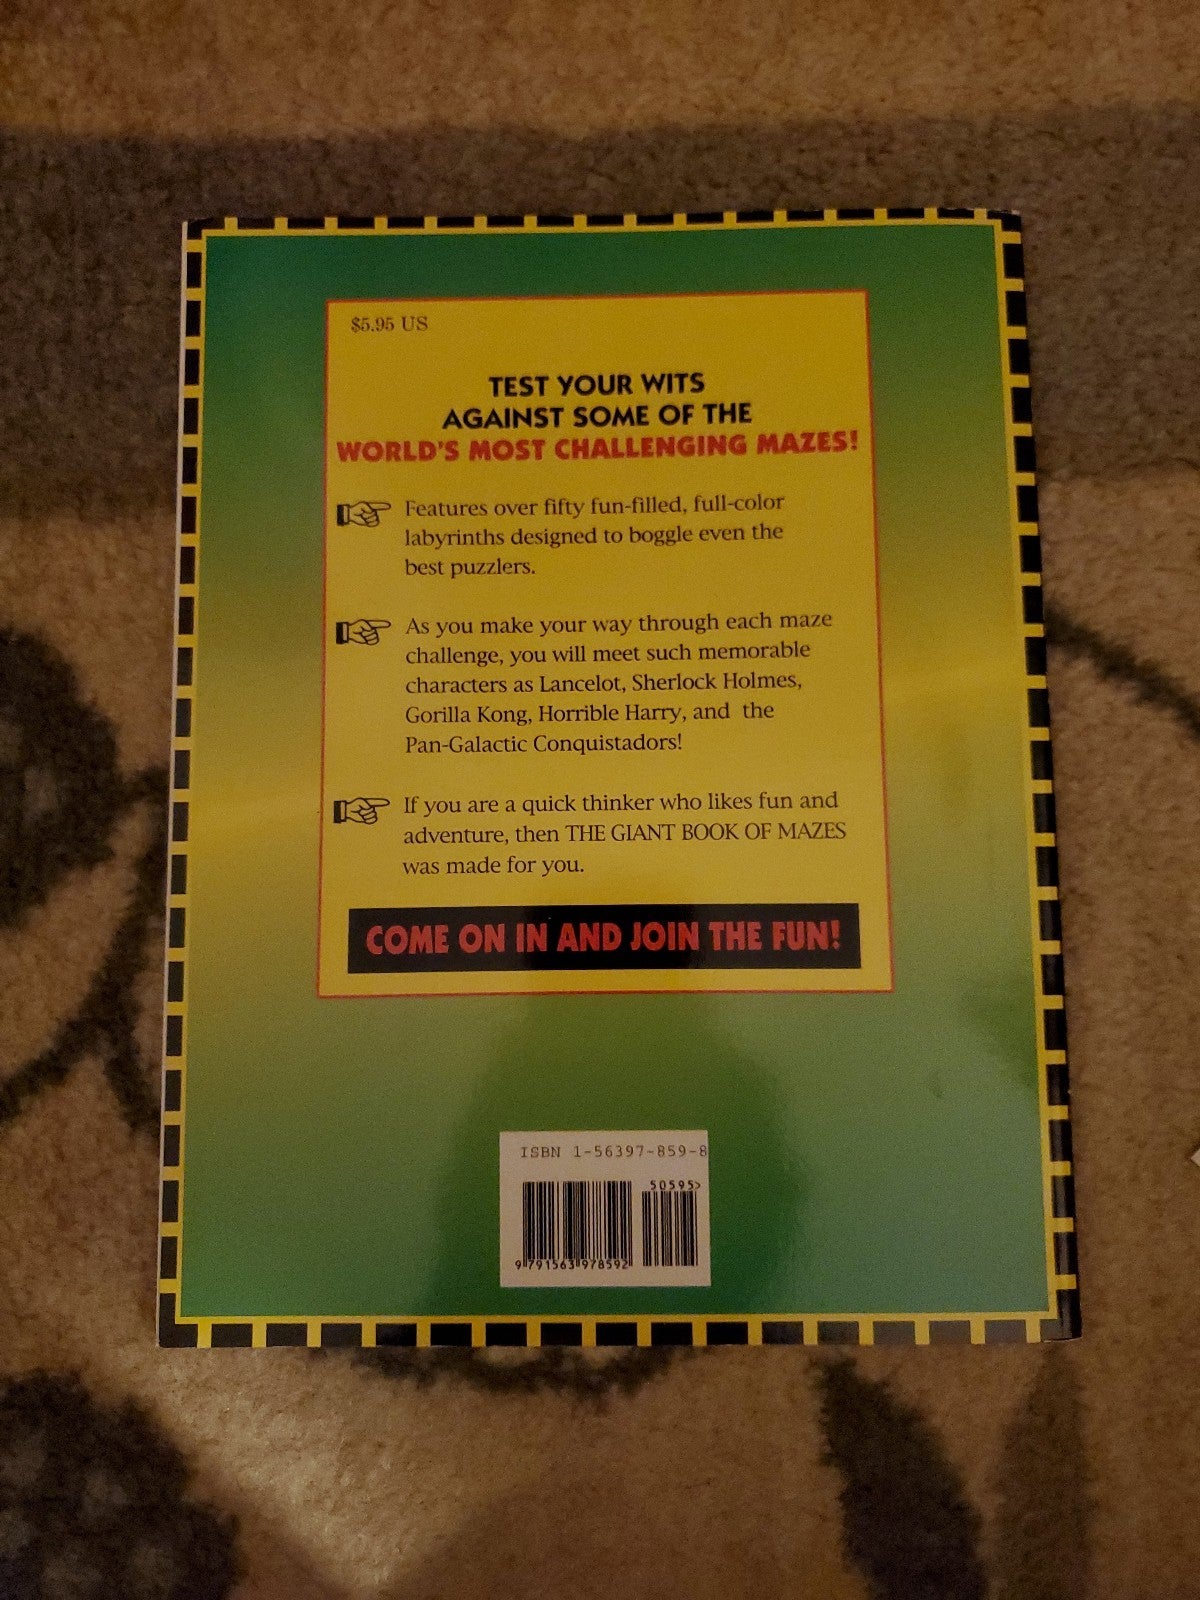 $5.95 US
TEST YOUR WITS
AGAINST SOME OF THE
WORLD'S MOST CHALLENGING MAZES!
Features over fifty fun-filled, full-color
labyrinths designed to boggle even the
best puzzlers.
As you make your way through each maze
challenge, you will meet such memorable
characters as Lancelot, Sherlock Holmes,
Gorilla Kong, Horrible Harry, and the
Pan-Galactic Conquistadors!
If you are a quick thinker who likes fun and
adventure, then THE GIANT BOOK OF MAZES
was made for you.
COME ON IN AND JOIN THE FUN!
ISBN 1-56397-859-8
50595>
9 791563 978592